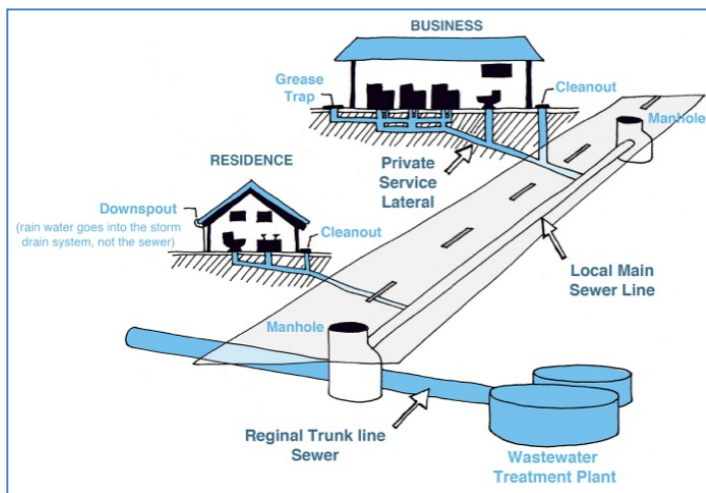 BUSINESS
Grease
Trap
Cleanout
Manhole
Private
Service
Lateral
RESIDENCE
Downspout
(rain water goes into the storm
drain system, not the sewer)
Cleanout
Local Main
Sewer Line
Manhole
Reginal Trunk line
Sewer
Wastewater
Treatment Plant